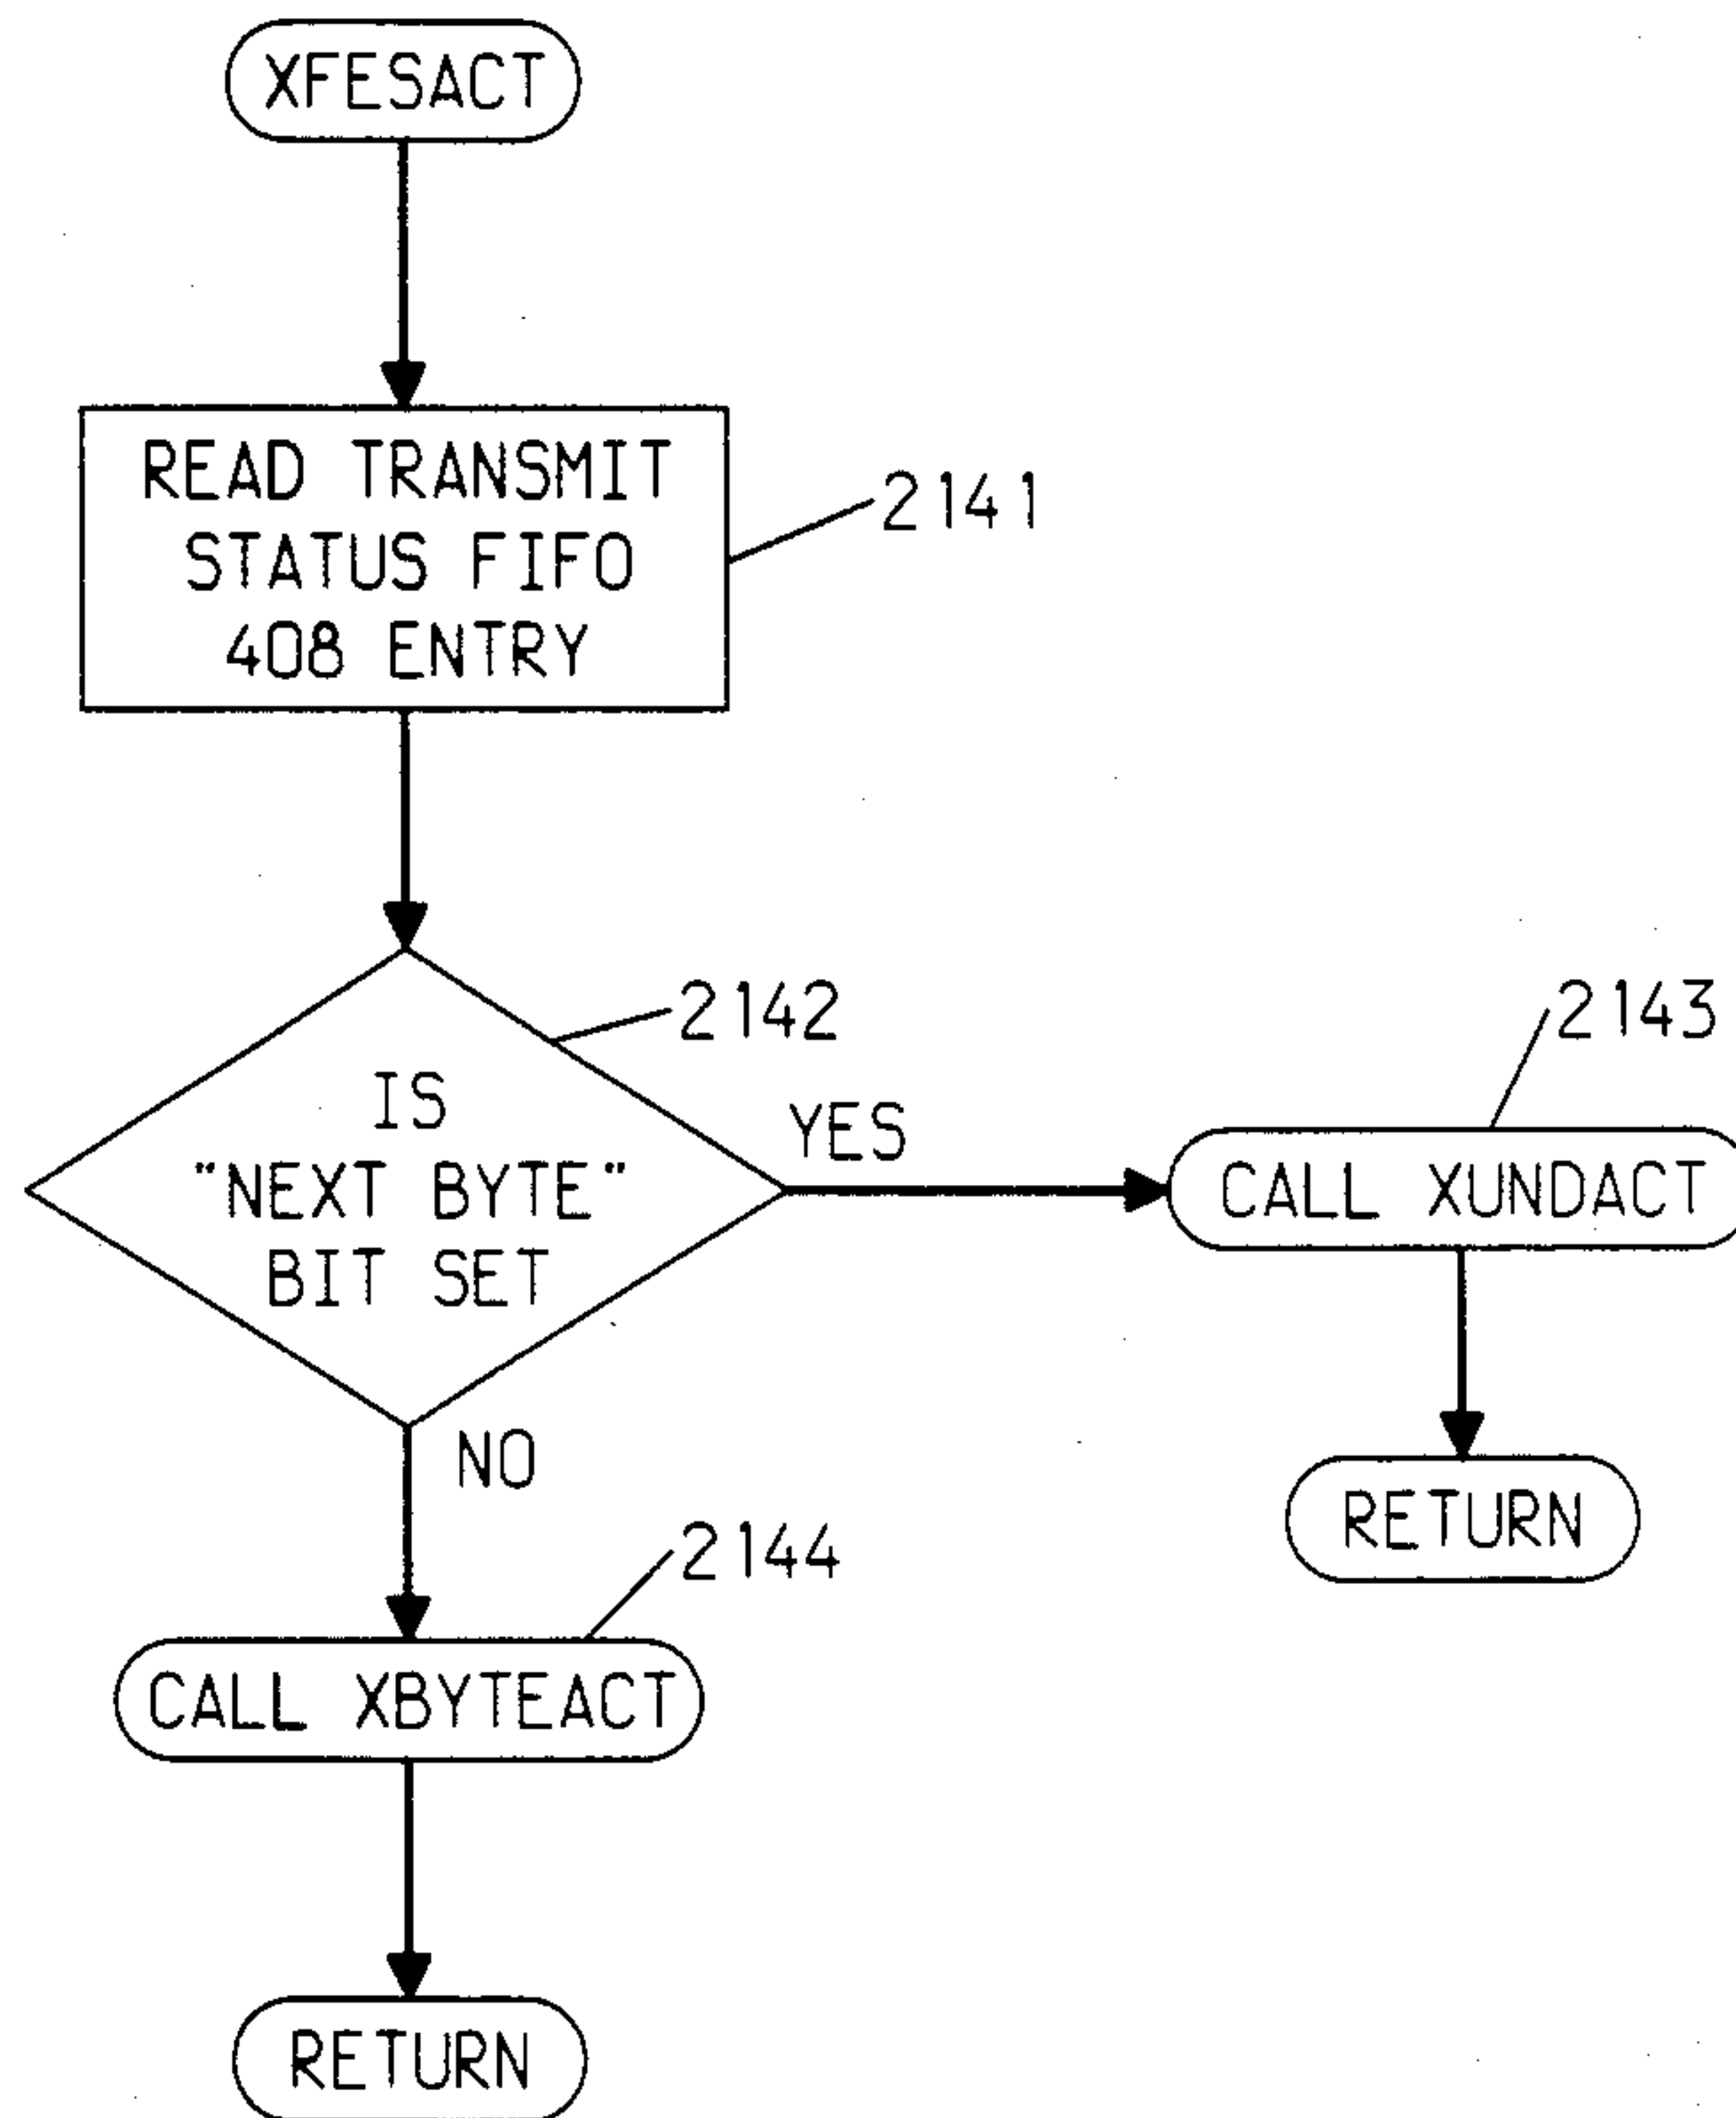 XFESACT
READ TRANSMIT
STATUS FIFO
408 ENTRY
2141
2142
IS
"NEXT BYTE"
BIT SET
YES
2143
CALL XUNDACT
RETURN
NO
2144
CALL XBYTEACT
RETURN